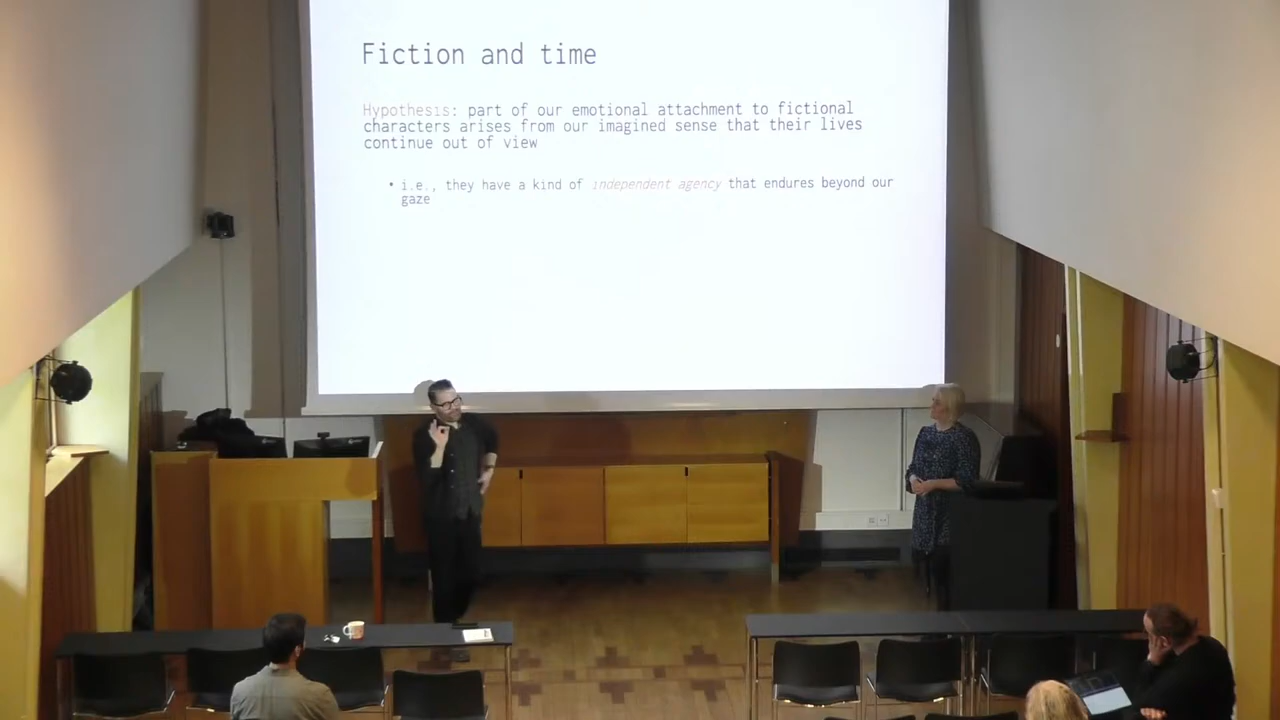 Fiction and time
Hypothesis: part of our emotional attachment to fictional
characters arises from our imagined sense that their lives
continue out of view
• i.e., they have a kind of independent agency that endures beyond our
gaze